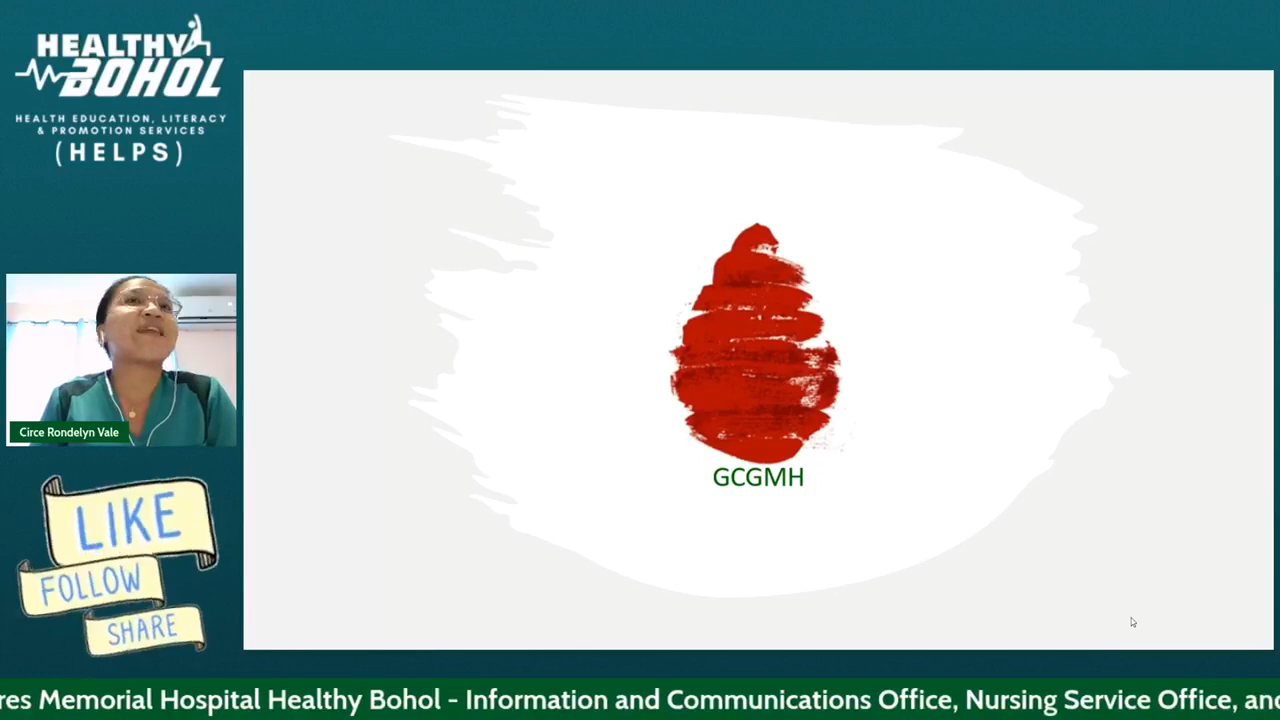 HEALTHY
BOHOL
HEALTH EDUCATION, LITERACY
& PROMOTION SERVICES
(HELPS)
GCGMH
Circe Rondelyn Vale
LIKE
FOLLOW
SHARE
res Memorial Hospital Healthy Bohol - Information and Communications Office, Nursing Service Office, and